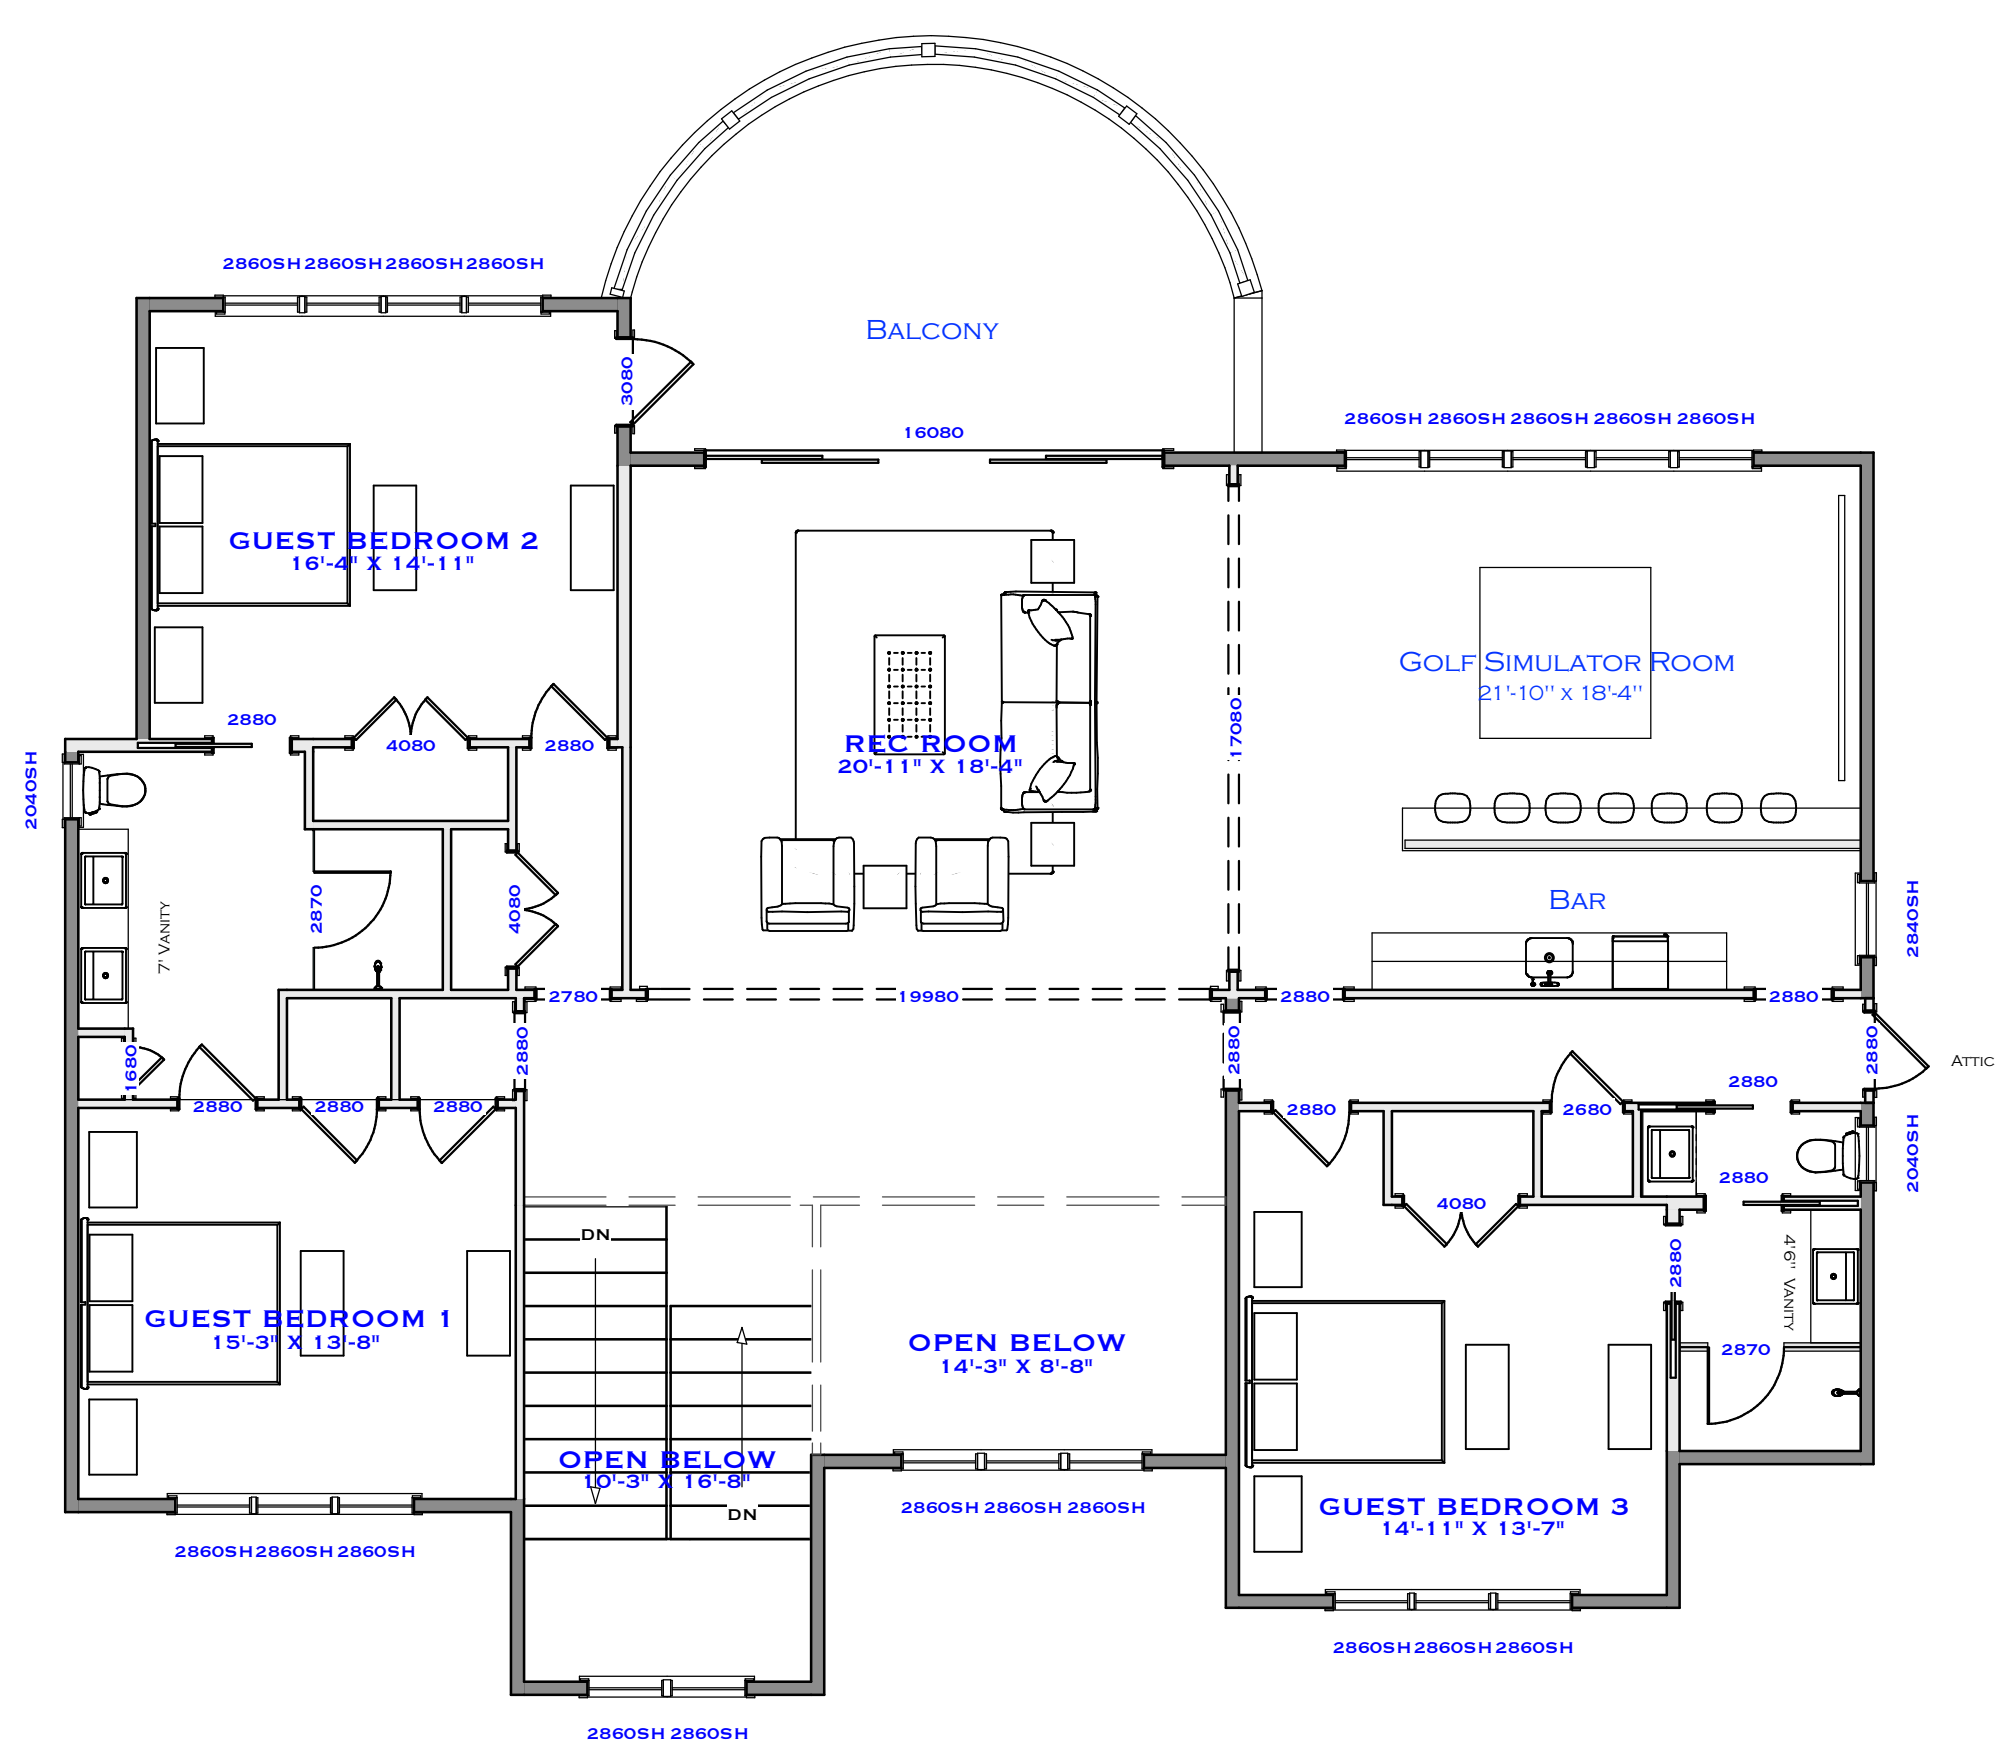 2860SH 2860SH 2860SH 2860SH
BALCONY
3080
16080
2860SH 2860SH 2860SH 2860SH 2860SH
GUEST BEDROOM 2
16'-4" X 14'-11"
GOLF SIMULATOR ROOM
21'-10" X 18'-4"
2880
4080
2880
REC ROOM
20'-11" X 18'-4"
17080
2040SH
2870
4080
7' VANITY
BAR
2840SH
2780
19980
2880
2880
1680
2880
2880
2880
ATTIC
2880
2880
2880
2880
2680
2880
2040SH
2880
4080
DN
2880
4'6" VANITY
GUEST BEDROOM 1
15'-3" X 13'-8"
OPEN BELOW
14'-3" X 8'-8"
2870
OPEN BELOW
10'-3" X 16'-8"
DN
2860SH 2860SH 2860SH
GUEST BEDROOM 3
14'-11" X 13'-7"
2860SH 2860SH 2860SH
2860SH 2860SH 2860SH
2860SH 2860SH